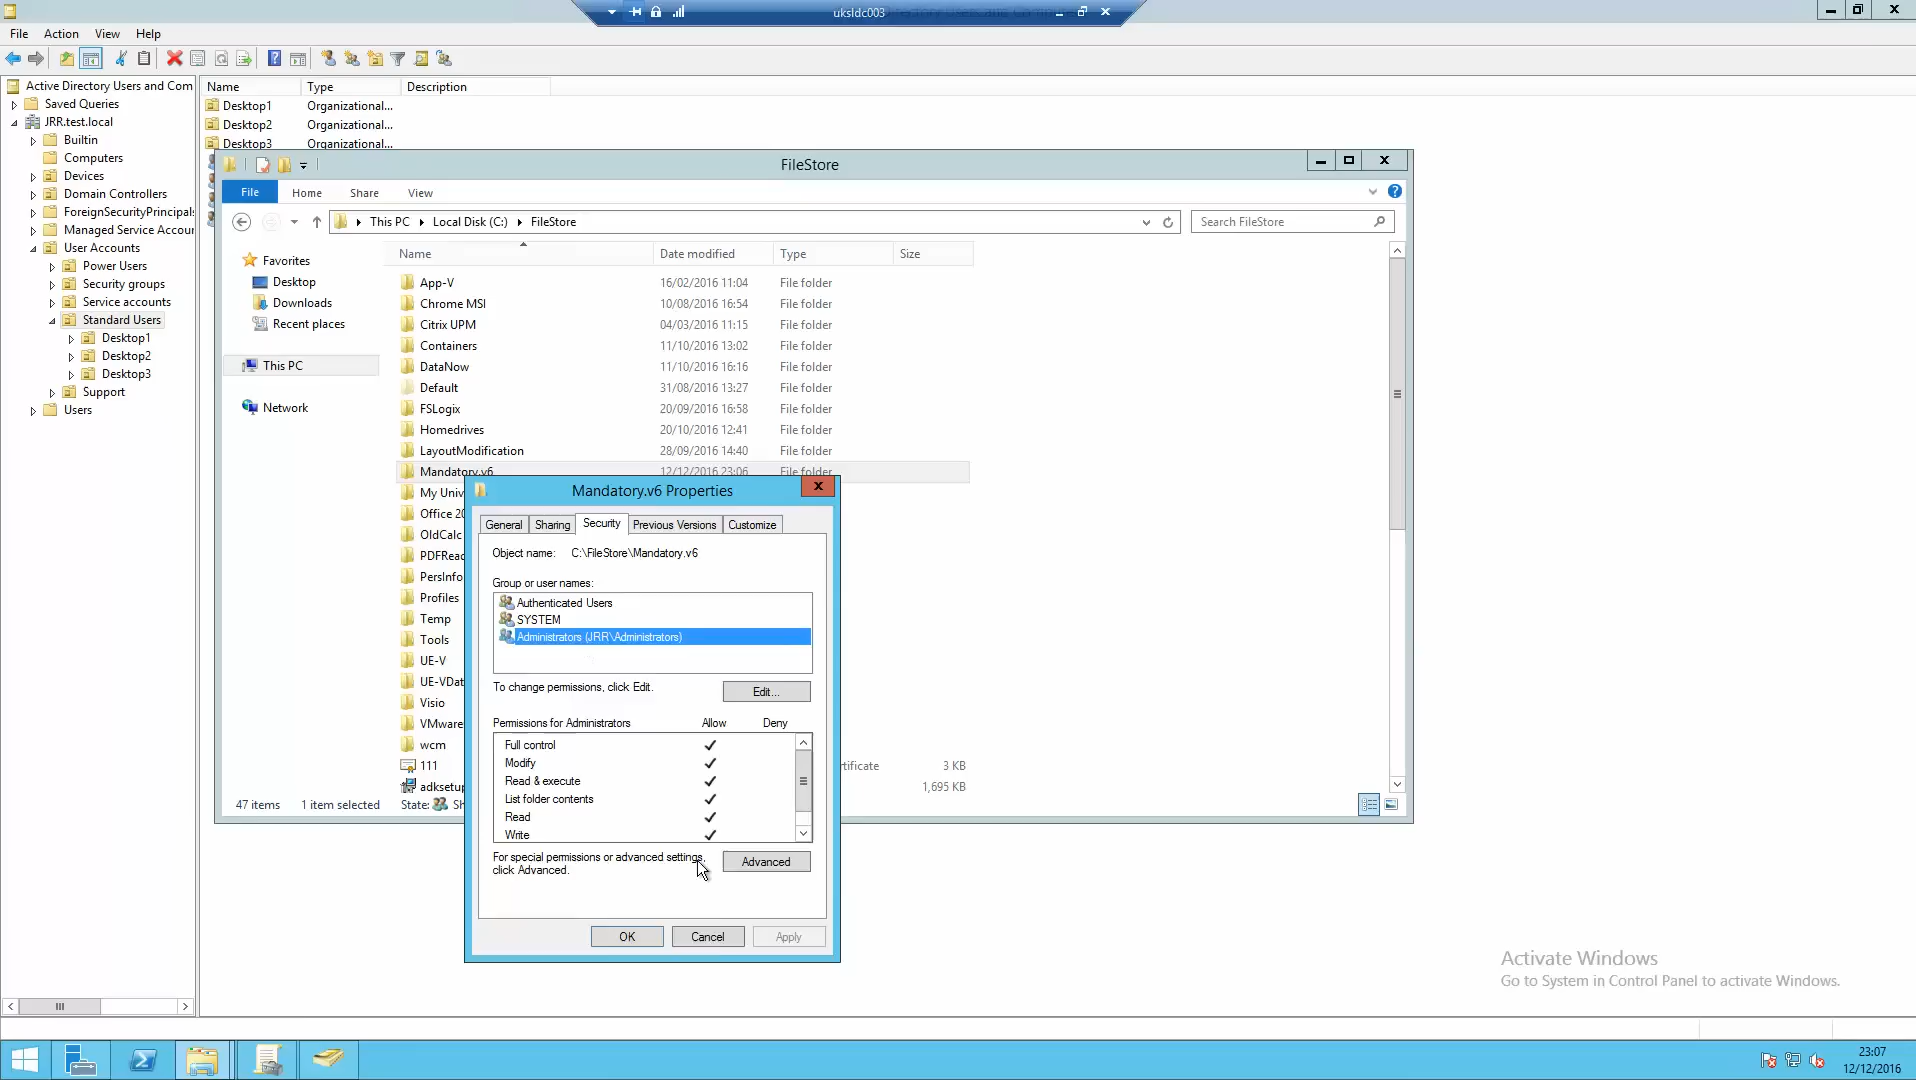 uksldc003
File Action View Help
Active Directory Users and Com
Saved Queries
JRR.test.local
Builtin
Computers
Devices
Domain Controllers
ForeignSecurityPrincipals
Managed Service Accour
User Accounts
Power Users
Security groups
Service accounts
Standard Users
Desktop1
Desktop2
Desktop3
Support
Users
Name Type Description
Desktop1 Organizational...
Desktop2 Organizational...
Desktop3 Organizational...
FileStore
File Home Share View
This PC Local Disk (C:) FileStore
Search FileStore
Favorites
Desktop
Downloads
Recent places
This PC
Network
Name Date modified Type Size
App-V 16/02/2016 11:04 File folder
Chrome MSI 10/08/2016 16:54 File folder
Citrix UPM 04/03/2016 11:15 File folder
Containers 11/10/2016 13:02 File folder
DataNow 11/10/2016 16:16 File folder
Default 31/08/2016 13:27 File folder
FSLogix 20/09/2016 16:58 File folder
Homedrives 20/10/2016 12:41 File folder
LayoutModification 28/09/2016 14:40 File folder
Mandatory.v6 12/12/2016 23:06 File folder
My Univ
Office 20
OldCalc
PDFRead
PersInfo
Profiles
Temp
Tools
UE-V
UE-VDat
Visio
VMware
wcm
111 rtificate 3 KB
adksetup 1,695 KB
47 items 1 item selected State: Sh
Mandatory.v6 Properties
General Sharing Security Previous Versions Customize
Object name: C:\FileStore\Mandatory.v6
Group or user names:
Authenticated Users
SYSTEM
Administrators (JRR\Administrators)
To change permissions, click Edit. Edit...
Permissions for Administrators Allow Deny
Full control
Modify
Read & execute
List folder contents
Read
Write
For special permissions or advanced settings,
click Advanced. Advanced
OK Cancel Apply
Activate Windows
Go to System in Control Panel to activate Windows.
23:07
12/12/2016